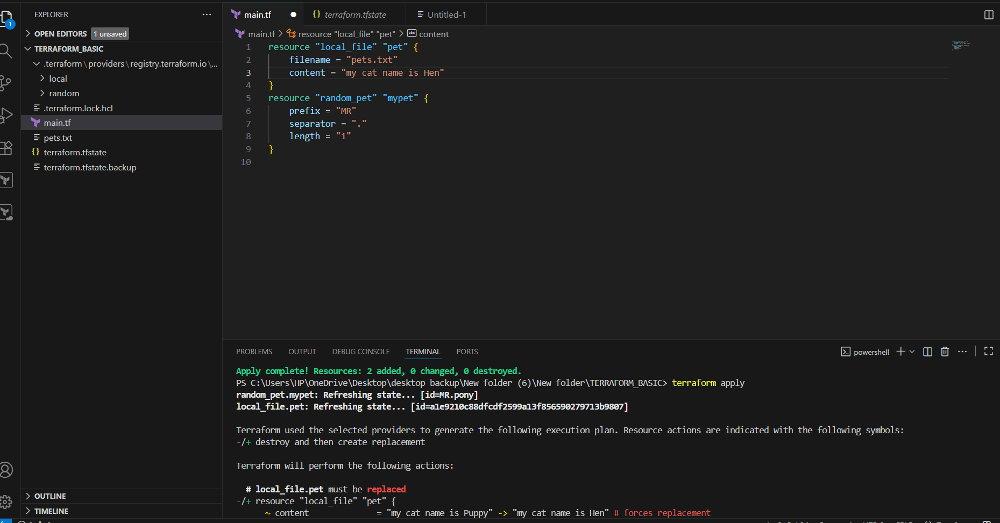 1
EXPLORER
OPEN EDITORS 1 unsaved
TERRAFORM_BASIC
.terraform\providers\registry.terraform.io\...
local
random
.terraform.lock.hcl
main.tf
pets.txt
{} terraform.tfstate
terraform.tfstate.backup
OUTLINE
TIMELINE
main.tf
{} terraform.tfstate
Untitled-1
main.tf > resource "local_file" "pet" > abc content
1 resource "local_file" "pet" {
2 filename = "pets.txt"
3 content = "my cat name is Hen"
4 }
5 resource "random_pet" "mypet" {
6 prefix = "MR"
7 separator = "."
8 length = "1"
9 }
10
PROBLEMS OUTPUT DEBUG CONSOLE TERMINAL PORTS
powershell
Apply complete! Resources: 2 added, 0 changed, 0 destroyed.
PS C:\Users\HP\OneDrive\Desktop\desktop backup\New folder (6)\New folder\TERRAFORM_BASIC> terraform apply
random_pet.mypet: Refreshing state... [id=MR.pony]
local_file.pet: Refreshing state... [id=a1e9210c88dfcdf2599a13f856590279713b9807]
Terraform used the selected providers to generate the following execution plan. Resource actions are indicated with the following symbols:
-/+ destroy and then create replacement
Terraform will perform the following actions:
# local_file.pet must be replaced
-/+ resource "local_file" "pet" {
~ content = "my cat name is Puppy" -> "my cat name is Hen" # forces replacement